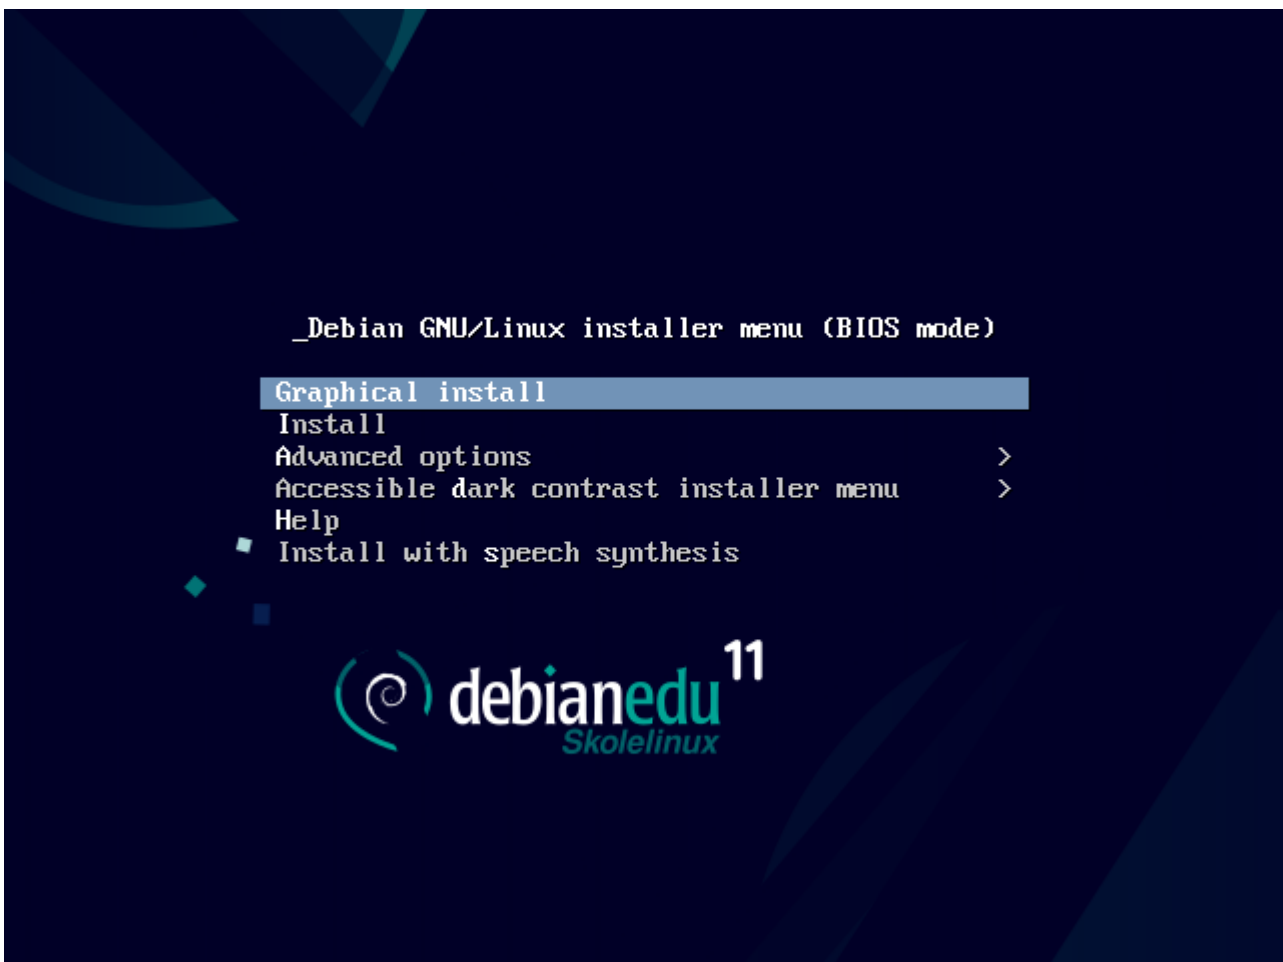 _Debian GNU/Linux installer menu (BIOS mode)
Graphical install
Install
Advanced options >
Accessible dark contrast installer menu >
Help
Install with speech synthesis
debianedu 11
Skolelinux